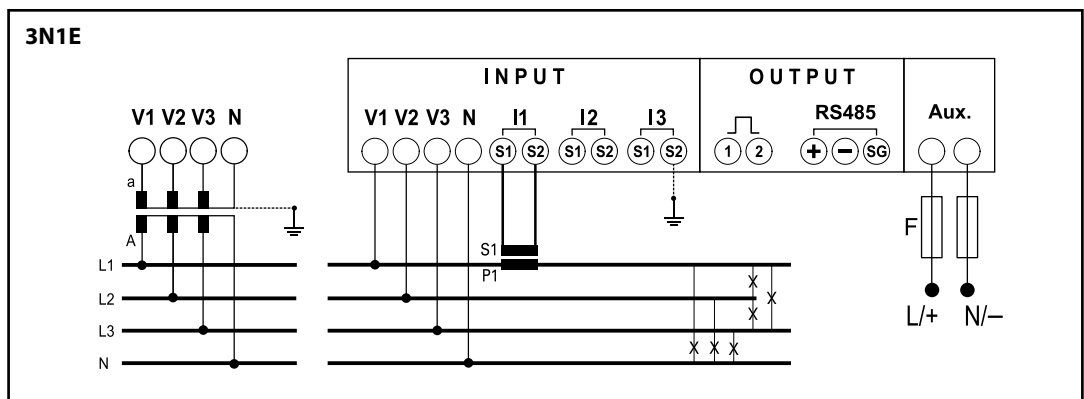 3N1E
INPUT OUTPUT
V1 V2 V3 N V1 V2 V3 N I1 I2 I3 RS485 Aux.
S1 S2 S1 S2 S1 S2 1 2 + − SG
a
A
F
S1
P1
L1
L2
L3
N
L/+ N/−